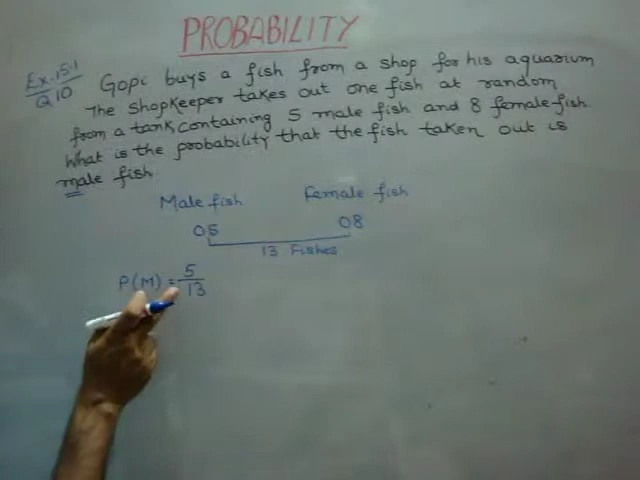 PROBABILITY
Ex.15.1
Q10
Gopi buys a fish from a shop for his aquarium
The shopkeeper takes out one fish at random
from a tank containing 5 male fish and 8 female fish.
What is the probability that the fish taken out is
male fish
Male fish Female fish
05 08
13 Fishes
P(M) = 5/13